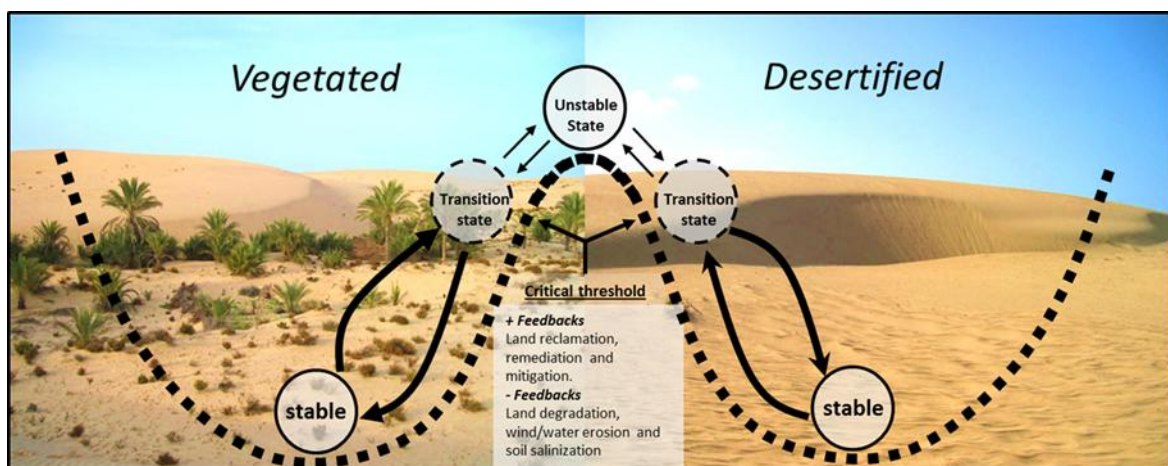 Vegetated
Desertified
Unstable
State
Transition
state
Transition
state
Critical threshold
+ Feedbacks
Land reclamation,
remediation and
mitigation.
- Feedbacks
Land degradation,
wind/water erosion and
soil salinization
stable
stable